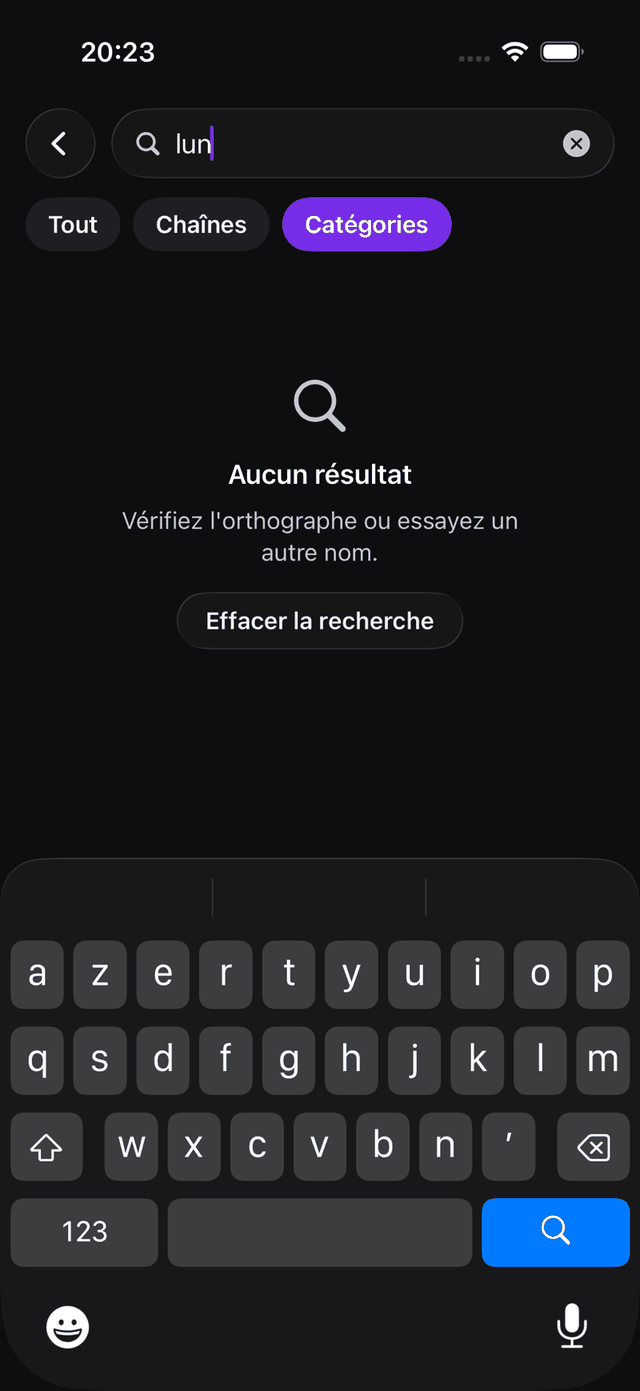 20:23
lun
Tout Chaînes Catégories
Aucun résultat
Vérifiez l'orthographe ou essayez un
autre nom.
Effacer la recherche
a z e r t y u i o p
q s d f g h j k l m
w x c v b n ’
123